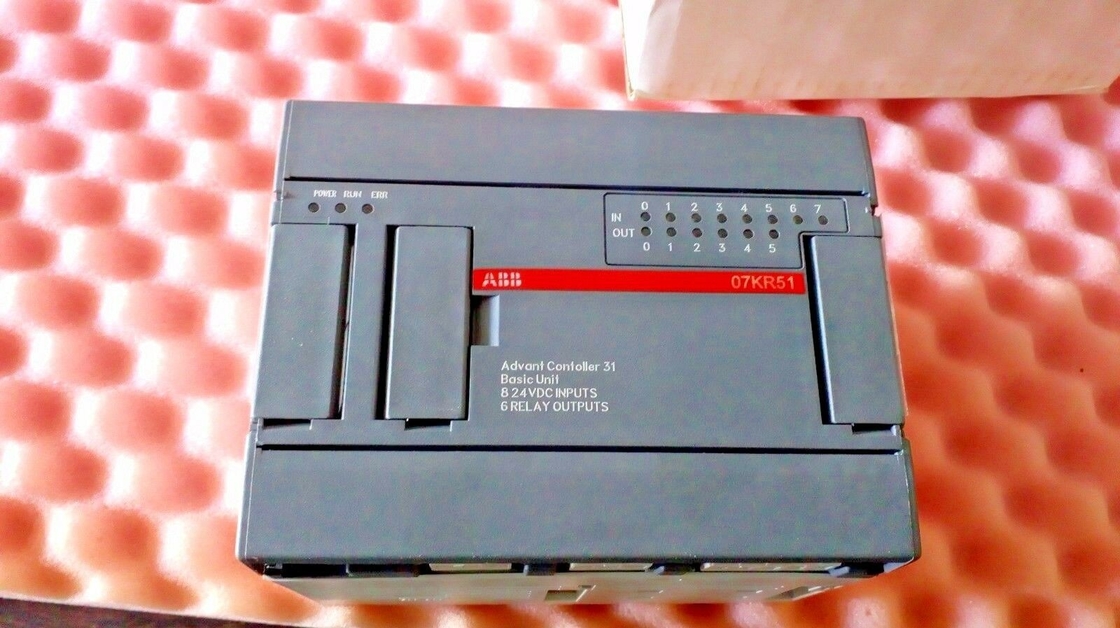 POWER RUN ERR
0 1 2 3 4 5 6 7
IN
OUT
0 1 2 3 4 5
ABB 07KR51
Advant Contoller 31
Basic Unit
8 24VDC INPUTS
6 RELAY OUTPUTS